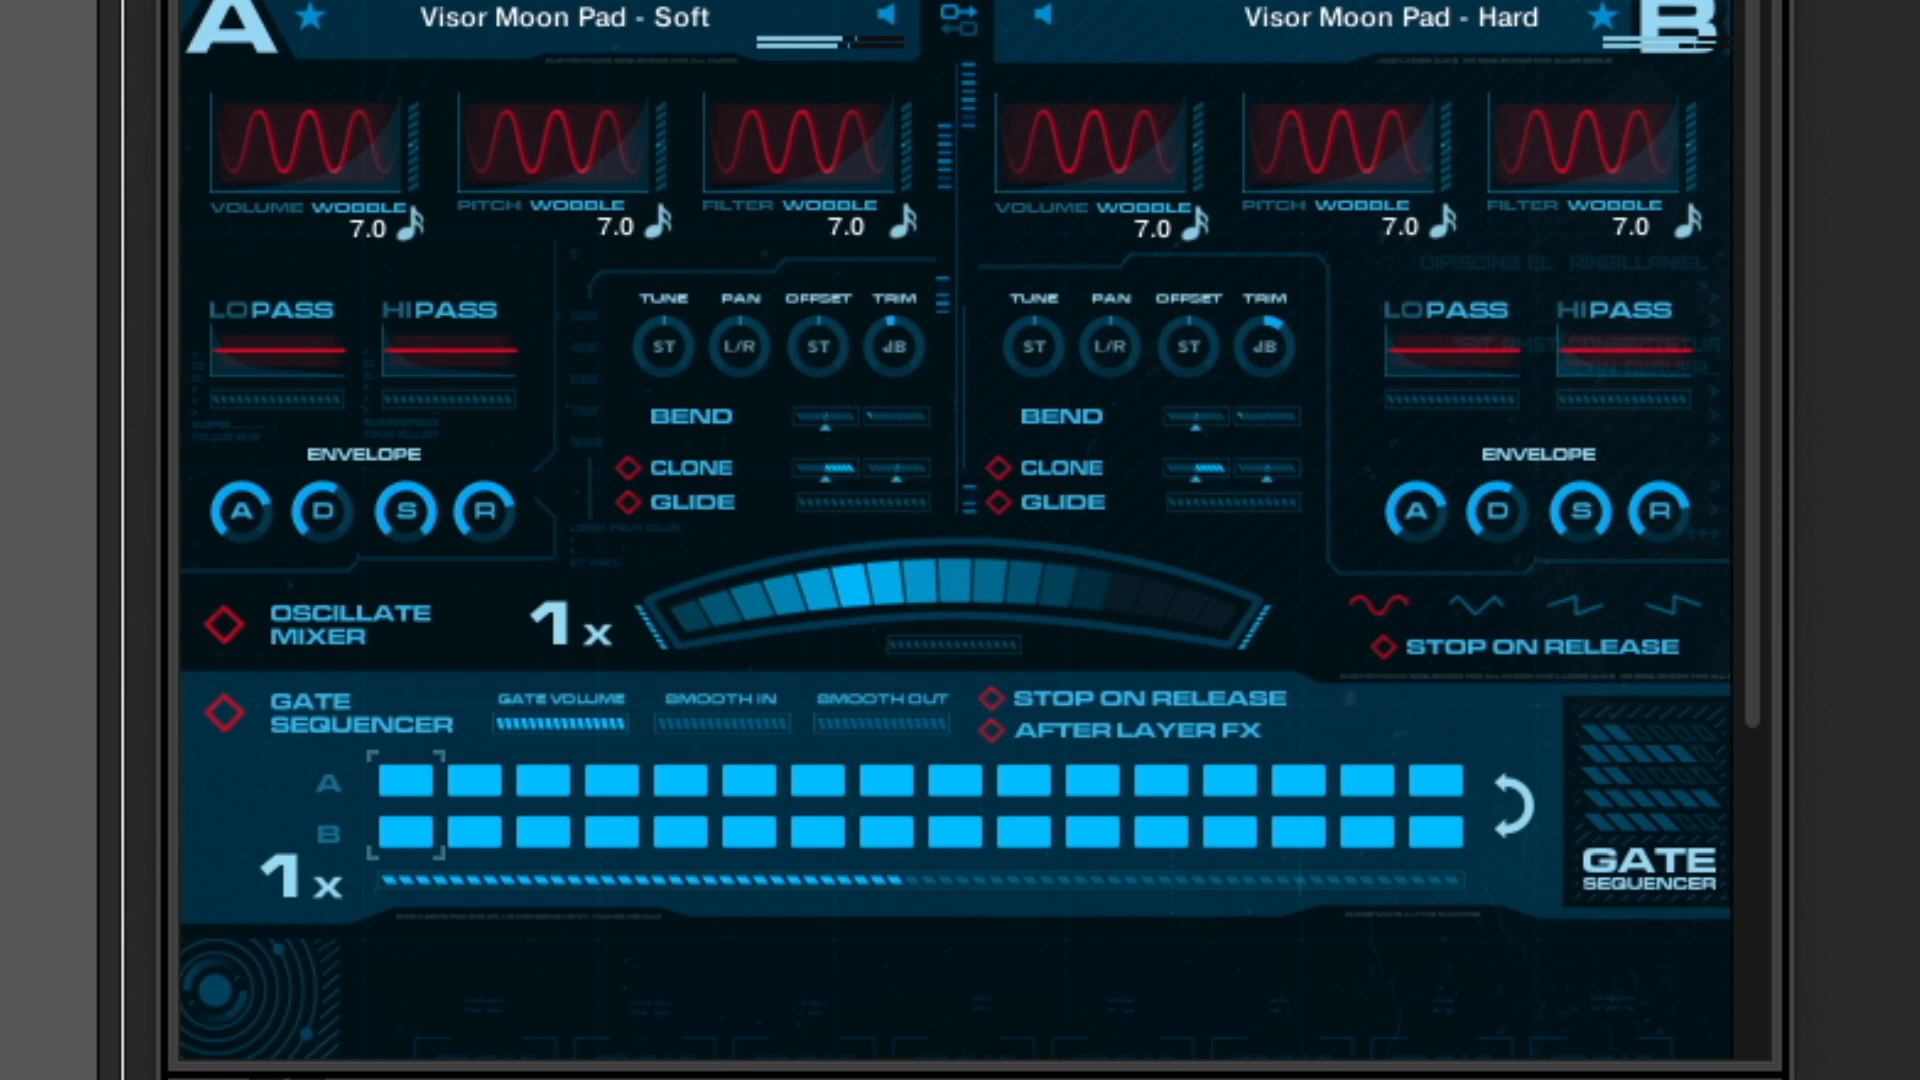 A Visor Moon Pad - Soft
Visor Moon Pad - Hard B
VOLUME WOBBLE
7.0
PITCH WOBBLE
7.0
FILTER WOBBLE
7.0
VOLUME WOBBLE
7.0
PITCH WOBBLE
7.0
FILTER WOBBLE
7.0
LOPASS HIPASS
TUNE PAN OFFSET TRIM
ST L/R ST dB
BEND
CLONE
GLIDE
TUNE PAN OFFSET TRIM
ST L/R ST dB
BEND
CLONE
GLIDE
LOPASS HIPASS
ENVELOPE
A D S R
ENVELOPE
A D S R
OSCILLATE
MIXER
1x
STOP ON RELEASE
GATE
SEQUENCER
GATE VOLUME SMOOTH IN SMOOTH OUT
STOP ON RELEASE
AFTER LAYER FX
A
B
1x
GATE
SEQUENCER